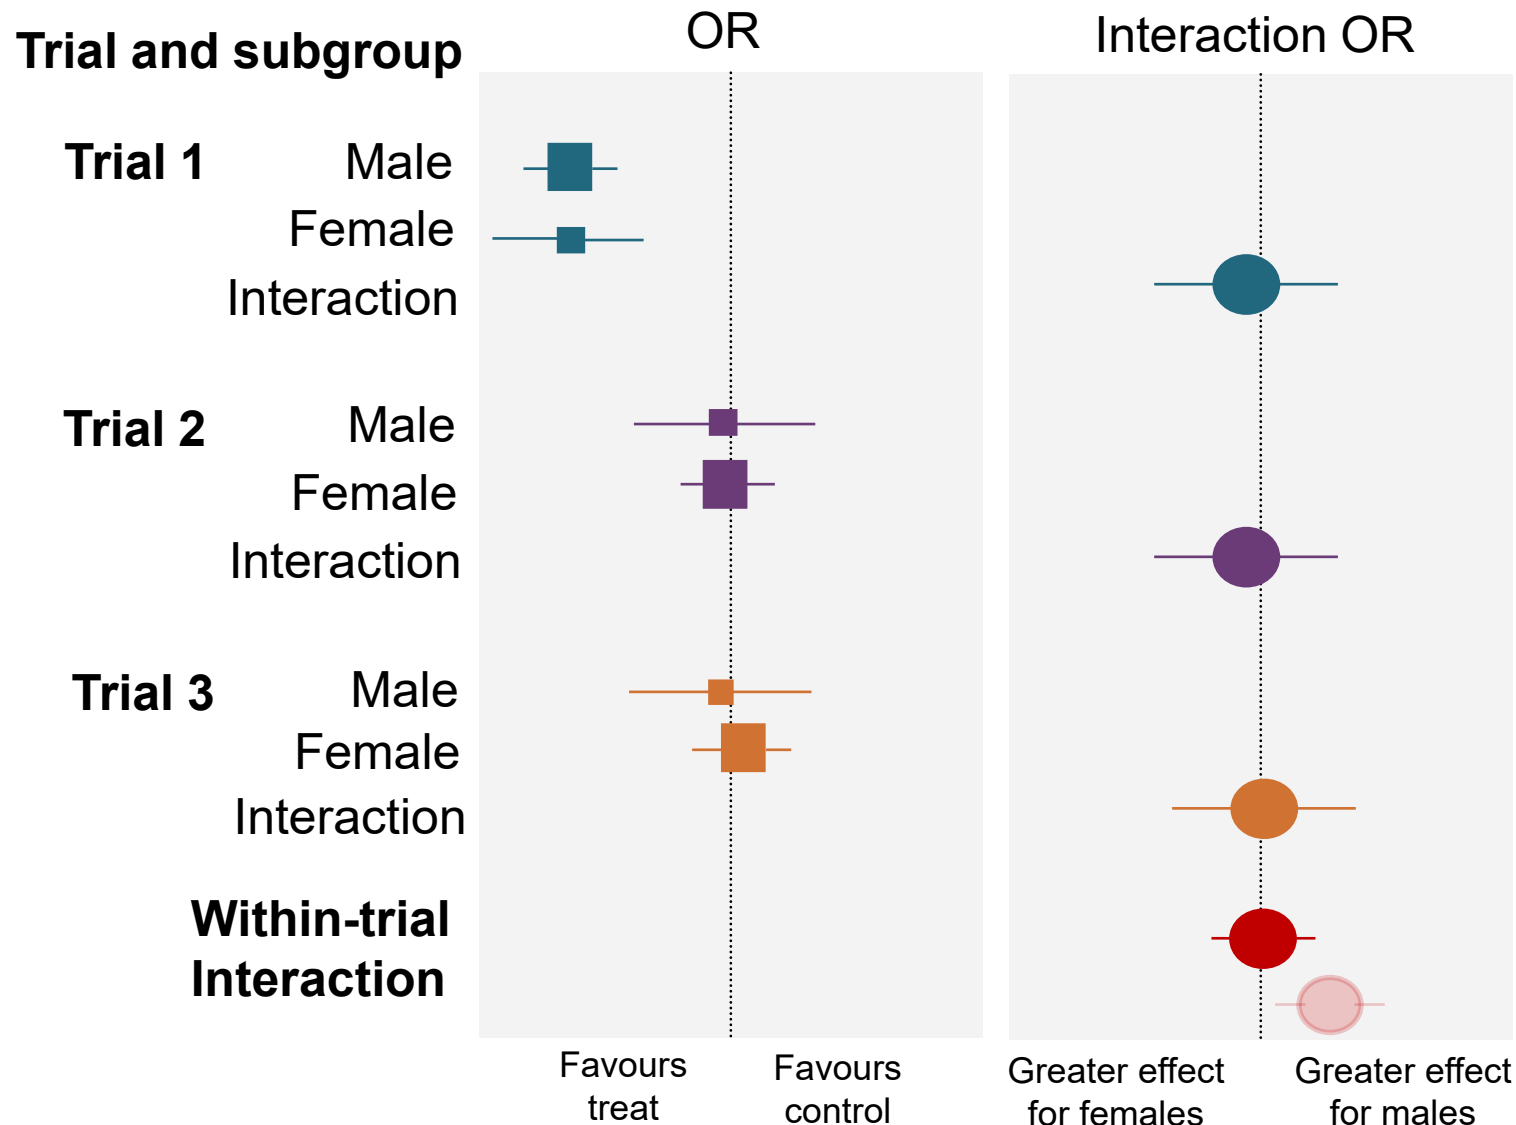 Trial and subgroup
OR
Interaction OR
Trial 1 Male
Female
Interaction
Trial 2 Male
Female
Interaction
Trial 3 Male
Female
Interaction
Within-trial
Interaction
Favours
treat
Favours
control
Greater effect
for females
Greater effect
for males